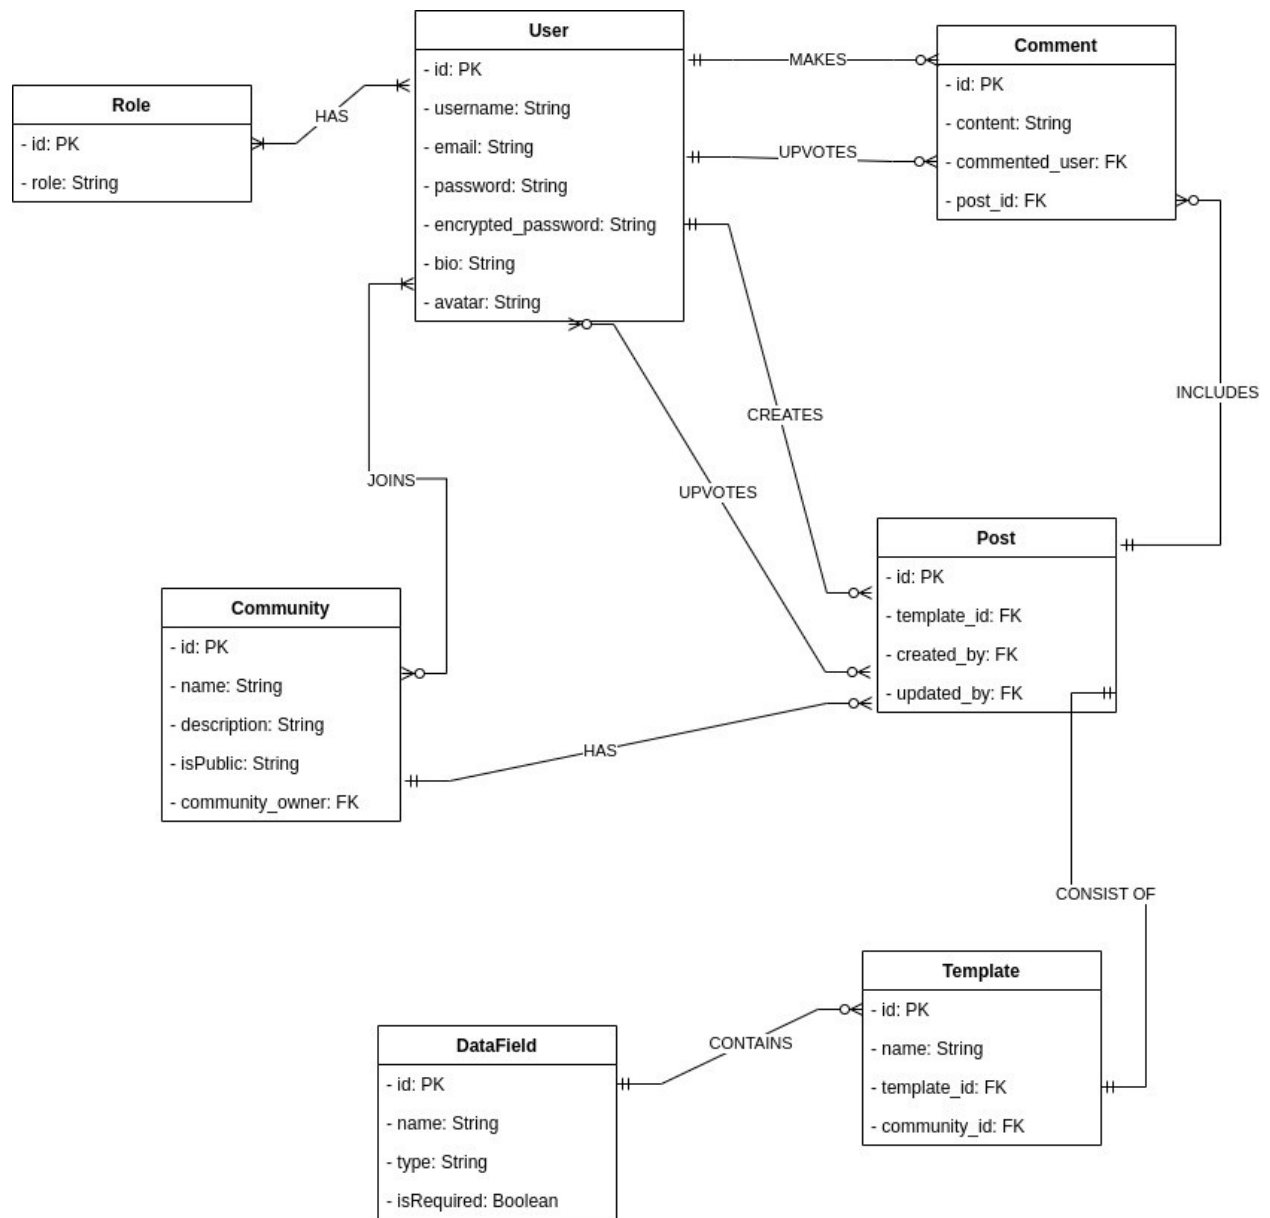 User
- id: PK
- username: String
- email: String
- password: String
- encrypted_password: String
- bio: String
- avatar: String
MAKES
Comment
- id: PK
- content: String
- commented_user: FK
- post_id: FK
UPVOTES
Role
- id: PK
- role: String
HAS
CREATES
INCLUDES
UPVOTES
JOINS
Post
- id: PK
- template_id: FK
- created_by: FK
- updated_by: FK
Community
- id: PK
- name: String
- description: String
- isPublic: String
- community_owner: FK
HAS
CONSIST OF
Template
- id: PK
- name: String
- template_id: FK
- community_id: FK
CONTAINS
DataField
- id: PK
- name: String
- type: String
- isRequired: Boolean